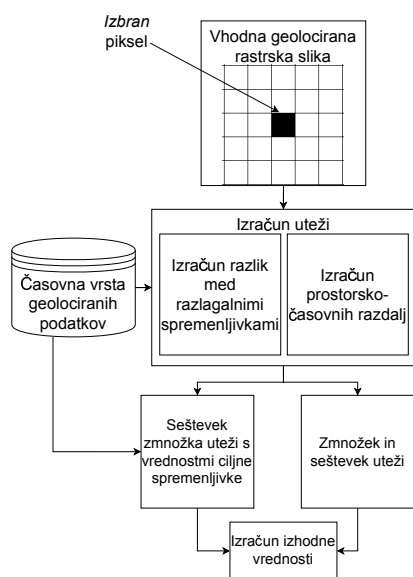 Izbran
piksel
Vhodna geolocirana
rastrska slika
Izračun uteži
Časovna vrsta
geolociranih
podatkov
Izračun razlik
med
razlagalnimi
spremenljivkami
Izračun
prostorsko-
časovnih razdalj
Seštevek
zmnožka uteži s
vrednostmi ciljne
spremenljivke
Zmnožek in
seštevek uteži
Izračun izhodne
vrednosti